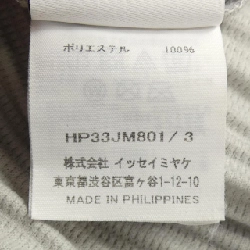 ポリエステル 100%
HP33JM801/3
株式会社 イッセイミヤケ
東京都渋谷区富ヶ谷1-12-10
MADE IN PHILIPPINES